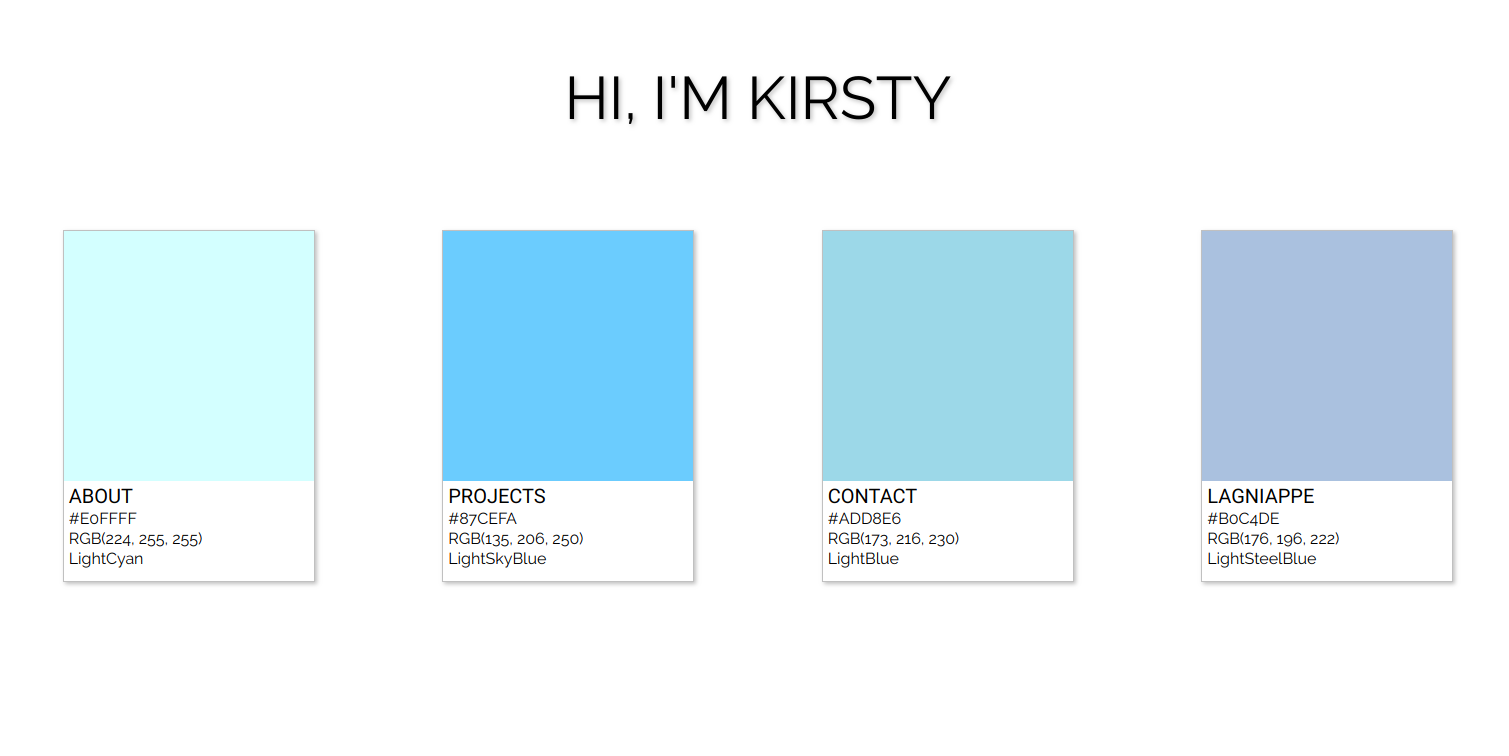 HI, I'M KIRSTY
ABOUT
#E0FFFF
RGB(224, 255, 255)
LightCyan
PROJECTS
#87CEFA
RGB(135, 206, 250)
LightSkyBlue
CONTACT
#ADD8E6
RGB(173, 216, 230)
LightBlue
LAGNIAPPE
#B0C4DE
RGB(176, 196, 222)
LightSteelBlue